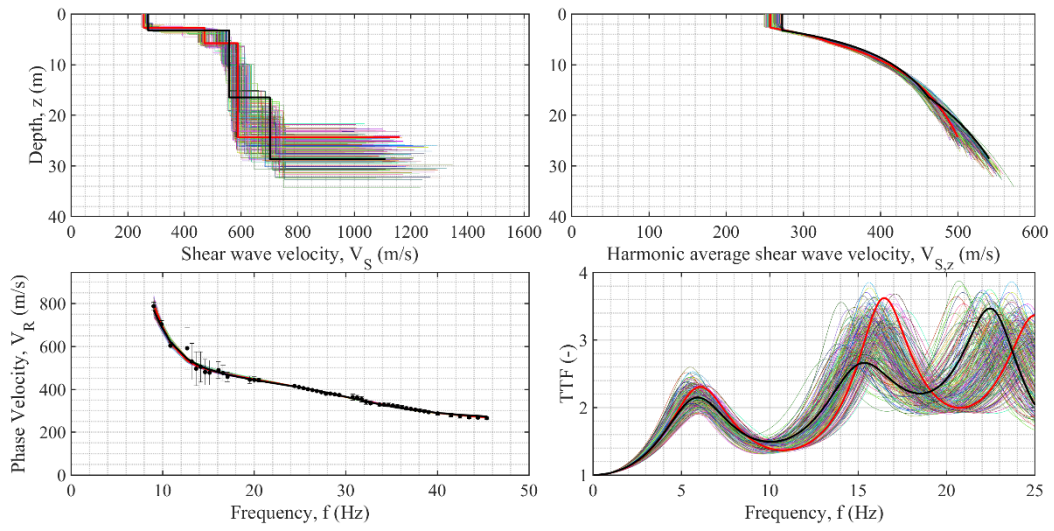 0
10
20
30
40
Depth, z (m)
0 200 400 600 800 1000 1200 1400 1600
Shear wave velocity, V_S (m/s)
0
10
20
30
40
0 100 200 300 400 500 600
Harmonic average shear wave velocity, V_{S,z} (m/s)
800
600
400
200
0
Phase Velocity, V_R (m/s)
0 10 20 30 40 50
Frequency, f (Hz)
4
3
2
1
TTF (-)
0 5 10 15 20 25
Frequency, f (Hz)